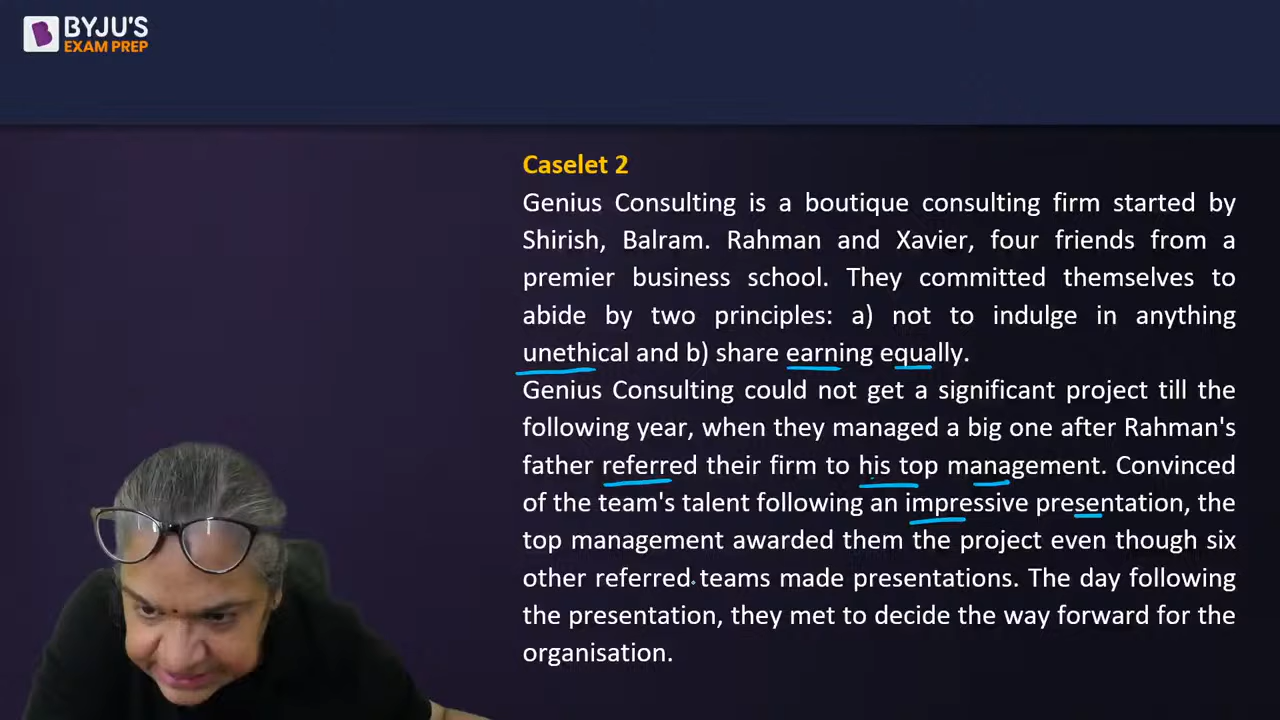 BYJU'S
EXAM PREP
Caselet 2
Genius Consulting is a boutique consulting firm started by
Shirish, Balram. Rahman and Xavier, four friends from a
premier business school. They committed themselves to
abide by two principles: a) not to indulge in anything
unethical and b) share earning equally.
Genius Consulting could not get a significant project till the
following year, when they managed a big one after Rahman's
father referred their firm to his top management. Convinced
of the team's talent following an impressive presentation, the
top management awarded them the project even though six
other referred teams made presentations. The day following
the presentation, they met to decide the way forward for the
organisation.